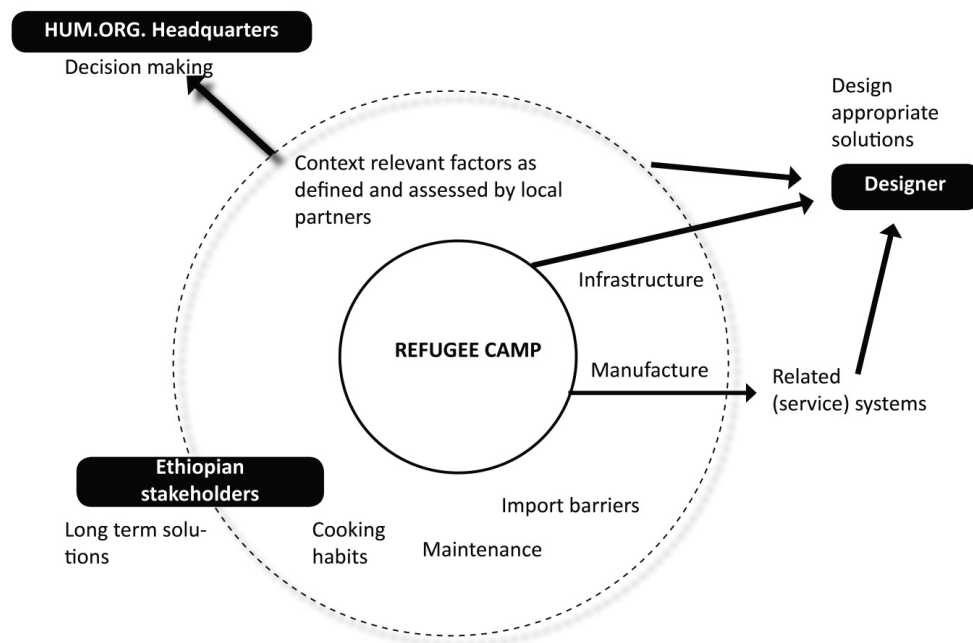 HUM.ORG. Headquarters
Decision making
Design
appropriate
solutions
Designer
Context relevant factors as
defined and assessed by local
partners
Infrastructure
REFUGEE CAMP
Manufacture
Related
(service) systems
Ethiopian
stakeholders
Long term solu-
tions
Cooking
habits
Import barriers
Maintenance